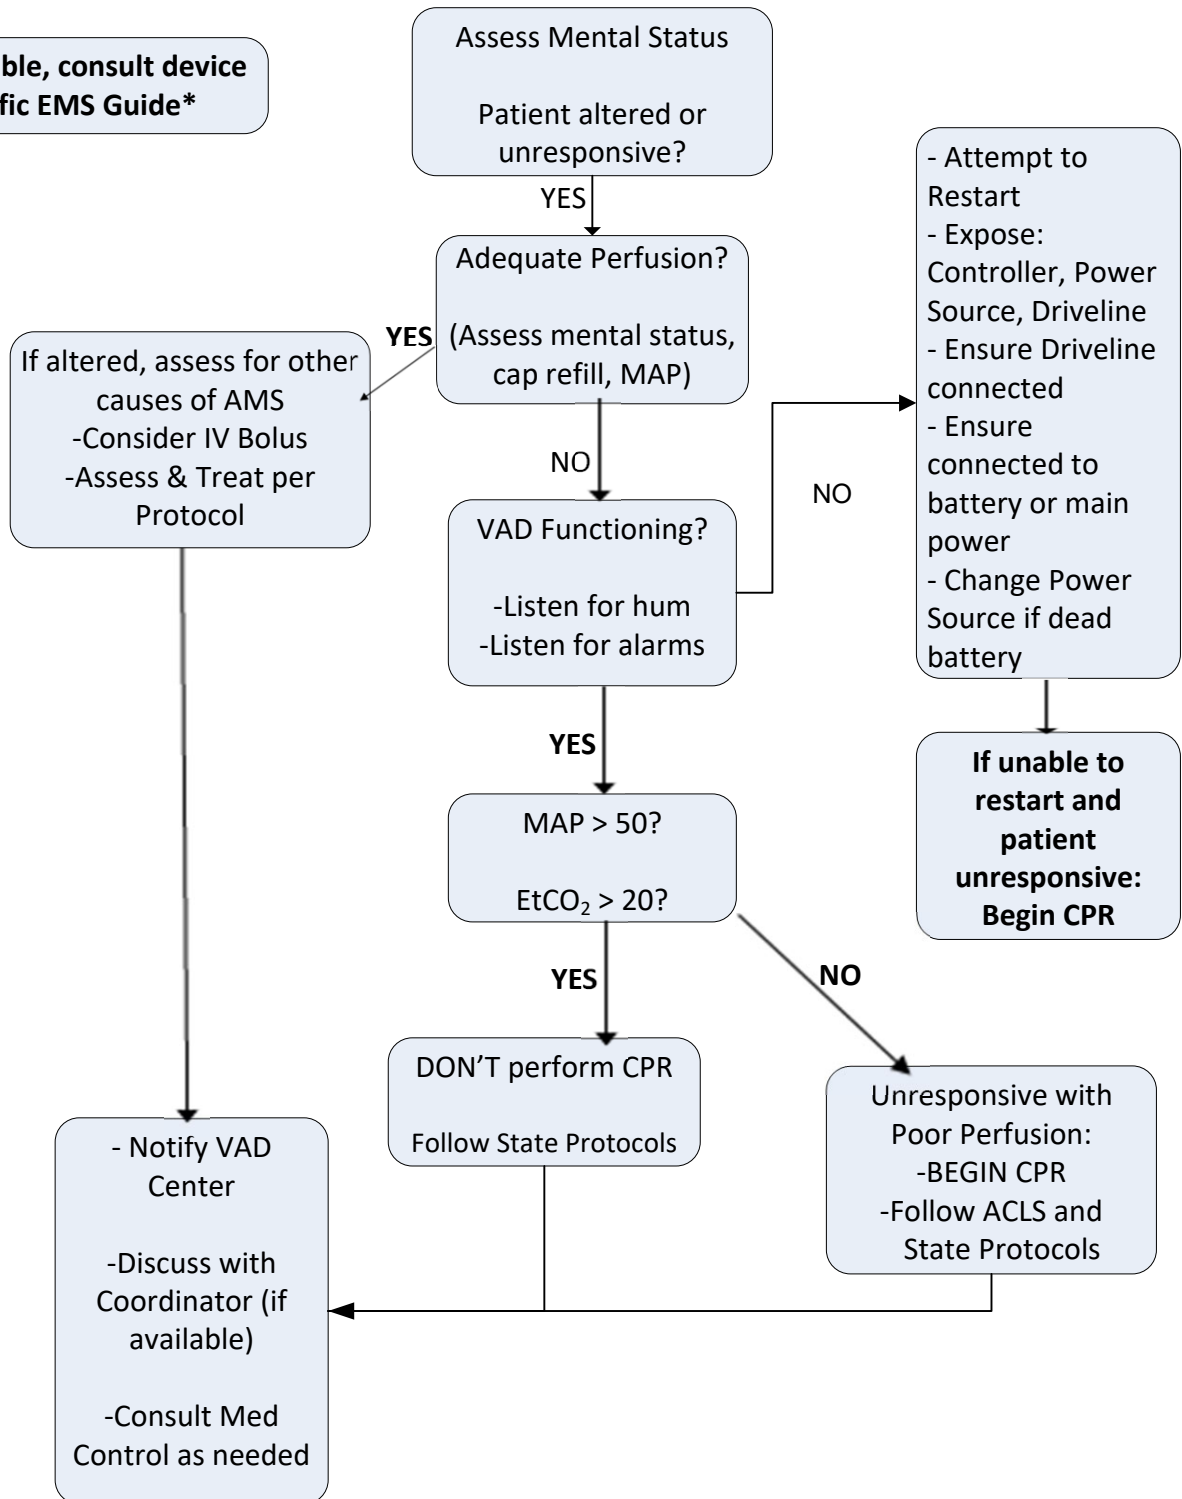 ble, consult device
fic EMS Guide*
Assess Mental Status
Patient altered or
unresponsive?
YES
Adequate Perfusion?
(Assess mental status,
cap refill, MAP)
YES
If altered, assess for other
causes of AMS
-Consider IV Bolus
-Assess & Treat per
Protocol
NO
VAD Functioning?
-Listen for hum
-Listen for alarms
NO
- Attempt to
Restart
- Expose:
Controller, Power
Source, Driveline
- Ensure Driveline
connected
- Ensure
connected to
battery or main
power
- Change Power
Source if dead
battery
If unable to
restart and
patient
unresponsive:
Begin CPR
YES
MAP > 50?
EtCO₂ > 20?
YES
NO
DON’T perform CPR
Follow State Protocols
Unresponsive with
Poor Perfusion:
-BEGIN CPR
-Follow ACLS and
State Protocols
- Notify VAD
Center
-Discuss with
Coordinator (if
available)
-Consult Med
Control as needed